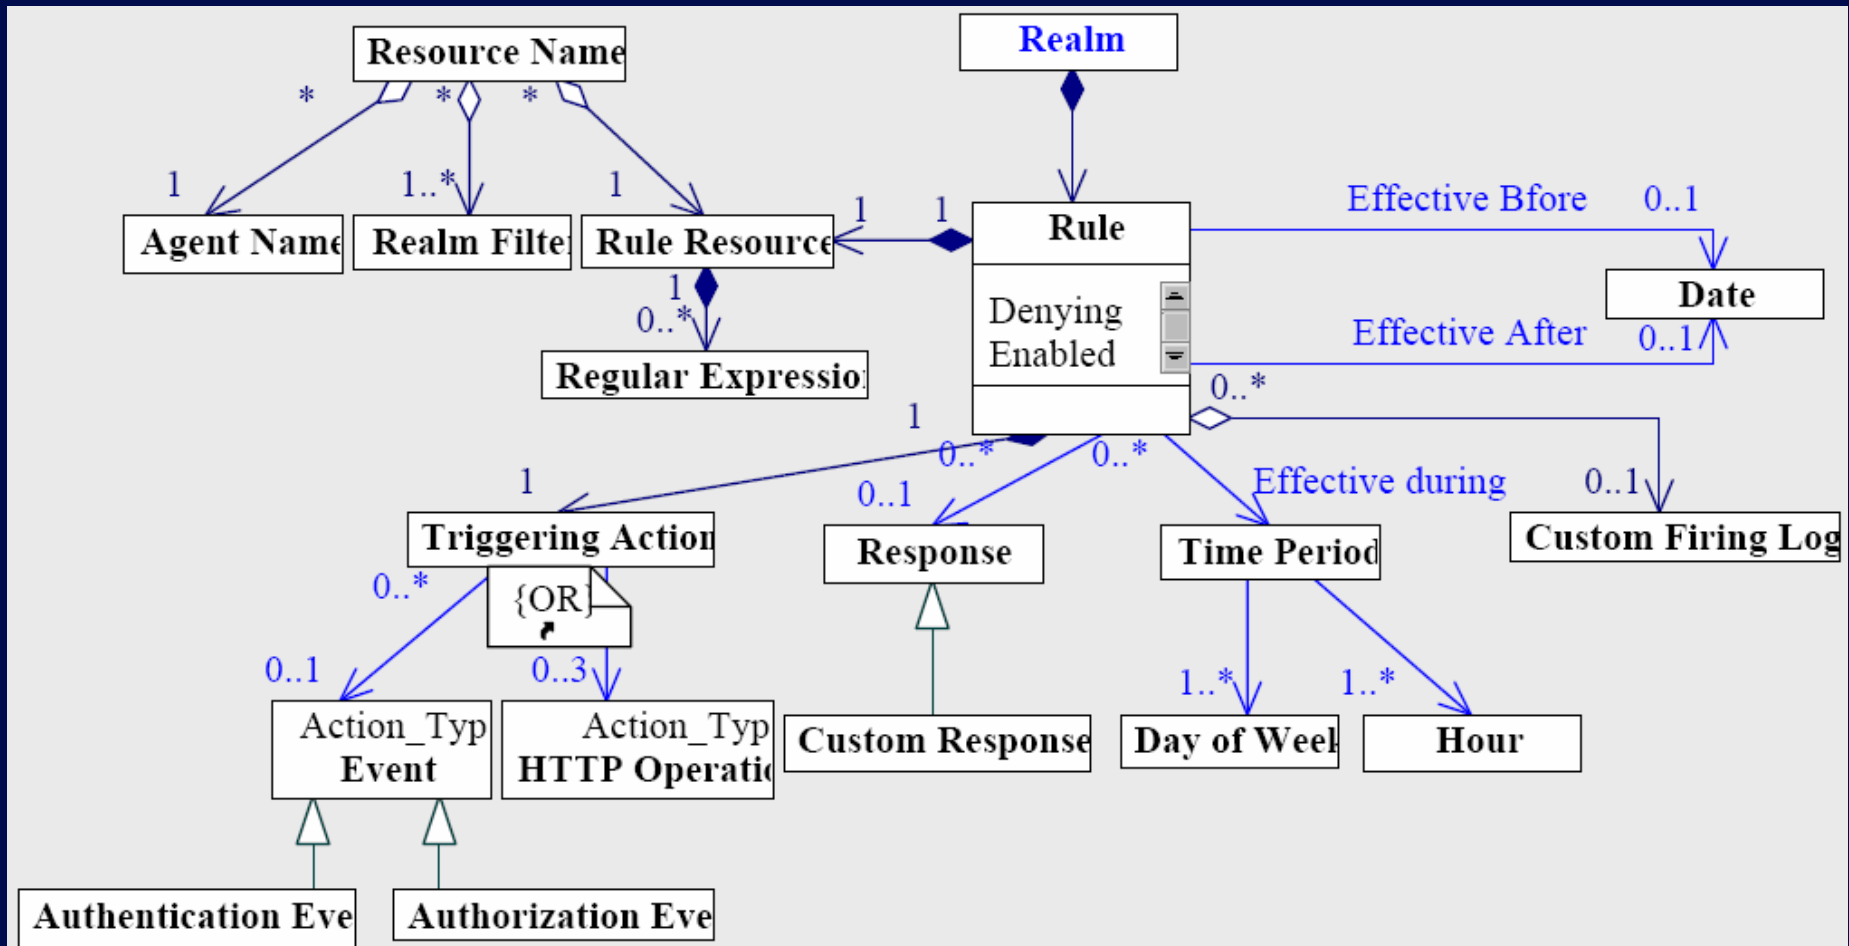 Resource Name
Realm
* * *
1 1..* 1
Agent Name
Realm Filte
Rule Resource
1 1
Rule
Effective Bfore 0..1
Date
Denying
Enabled
Effective After 0..1
1
0..*
Regular Expressio
0..*
1
0..* 0..*
1
0..1
Effective during
0..1
Triggering Action
Response
Time Period
Custom Firing Log
0..*
{OR}
0..1
0..3
1..* 1..*
Action_Typ
Event
Action_Typ
HTTP Operatio
Custom Response
Day of Week
Hour
Authentication Eve
Authorization Eve